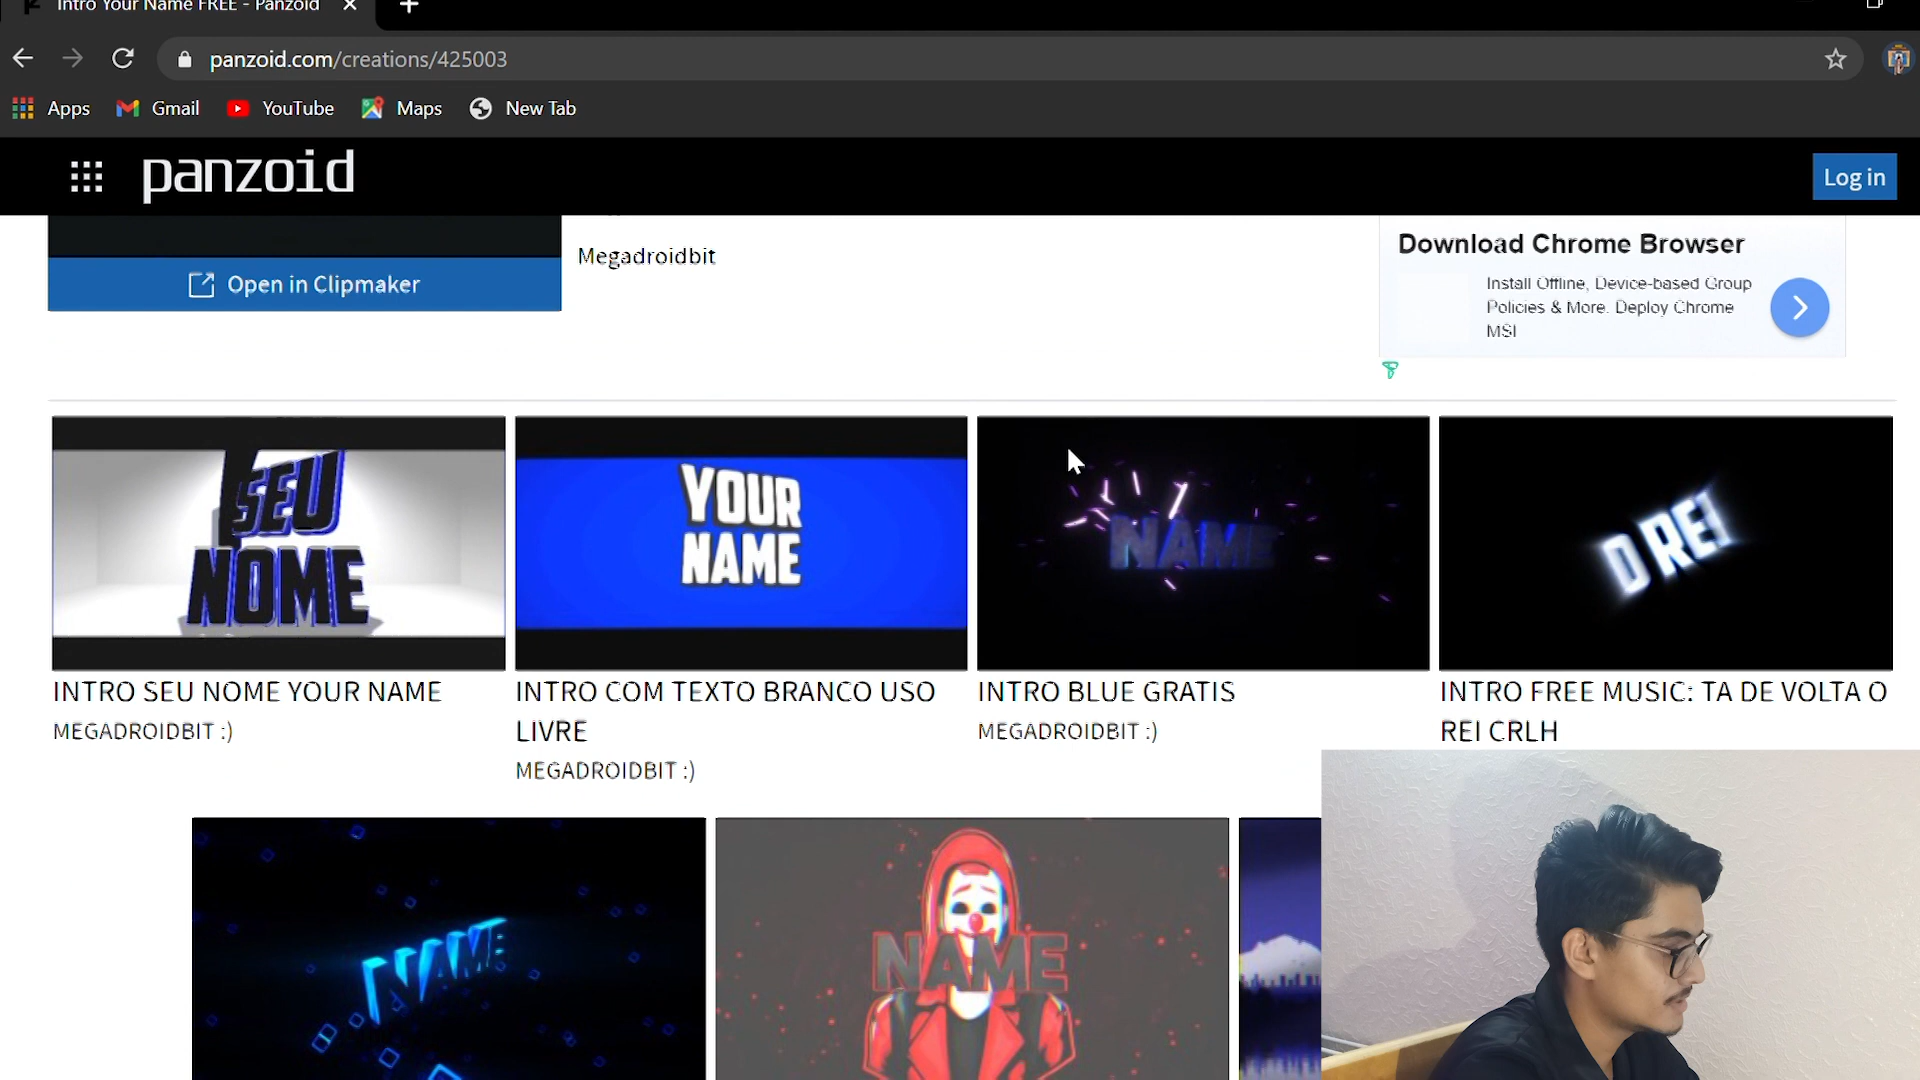 Intro Your Name FREE - Panzoid
panzoid.com/creations/425003
Apps Gmail YouTube Maps New Tab
panzoid
Log in
Megadroidbit
Open in Clipmaker
Download Chrome Browser
Install Offline, Device-based Group
Policies & More. Deploy Chrome
MSI
SEU
NOME
YOUR
NAME
NAME
O REI
INTRO SEU NOME YOUR NAME
MEGADROIDBIT :)
INTRO COM TEXTO BRANCO USO
LIVRE
MEGADROIDBIT :)
INTRO BLUE GRATIS
MEGADROIDBIT :)
INTRO FREE MUSIC: TA DE VOLTA O
REI CRLH
NAME
NAME